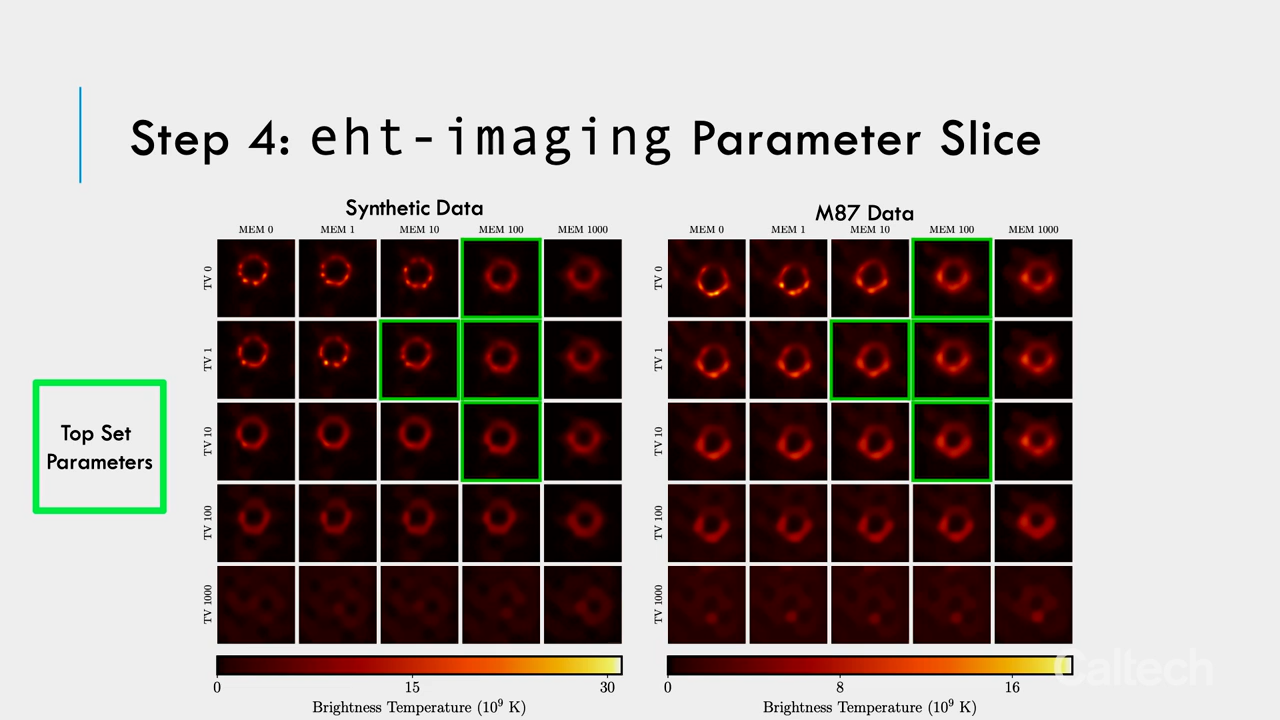 Step 4: eht-imaging Parameter Slice
Synthetic Data
MEM 0 MEM 1 MEM 10 MEM 100 MEM 1000
TV 0
TV 1
TV 10
TV 100
TV 1000
0 15 30
Brightness Temperature (10⁹ K)
M87 Data
MEM 0 MEM 1 MEM 10 MEM 100 MEM 1000
TV 0
TV 1
TV 10
TV 100
TV 1000
0 8 16
Brightness Temperature (10⁹ K)
Top Set
Parameters
Caltech